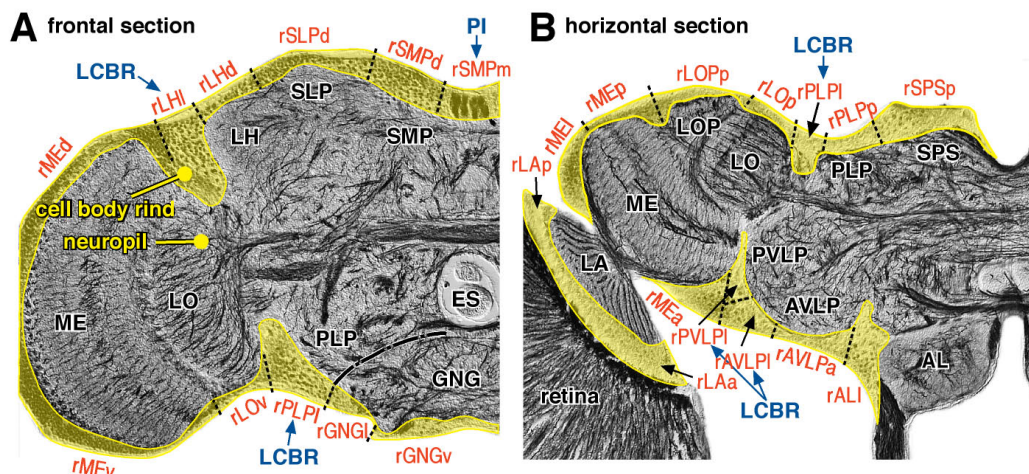 A frontal section
PI
rSLPd
rSMPd
rSMPm
LCBR
rLHd
rLHl
SLP
LH
SMP
rMEd
cell body rind
neuropil
ME
LO
ES
PLP
GNG
rLOv
rPLPl
rGNGl
rGNGv
LCBR
rMEv
B horizontal section
LCBR
rLOPp
rLOp
rPLPl
rPLPp
rSPSp
rMEp
rMEl
rLAp
LOP
LO
PLP
SPS
ME
LA
PVLP
AVLP
rMEa
rPVLPl
rAVLPl
rAVLPa
rLAa
rALl
AL
LCBR
retina